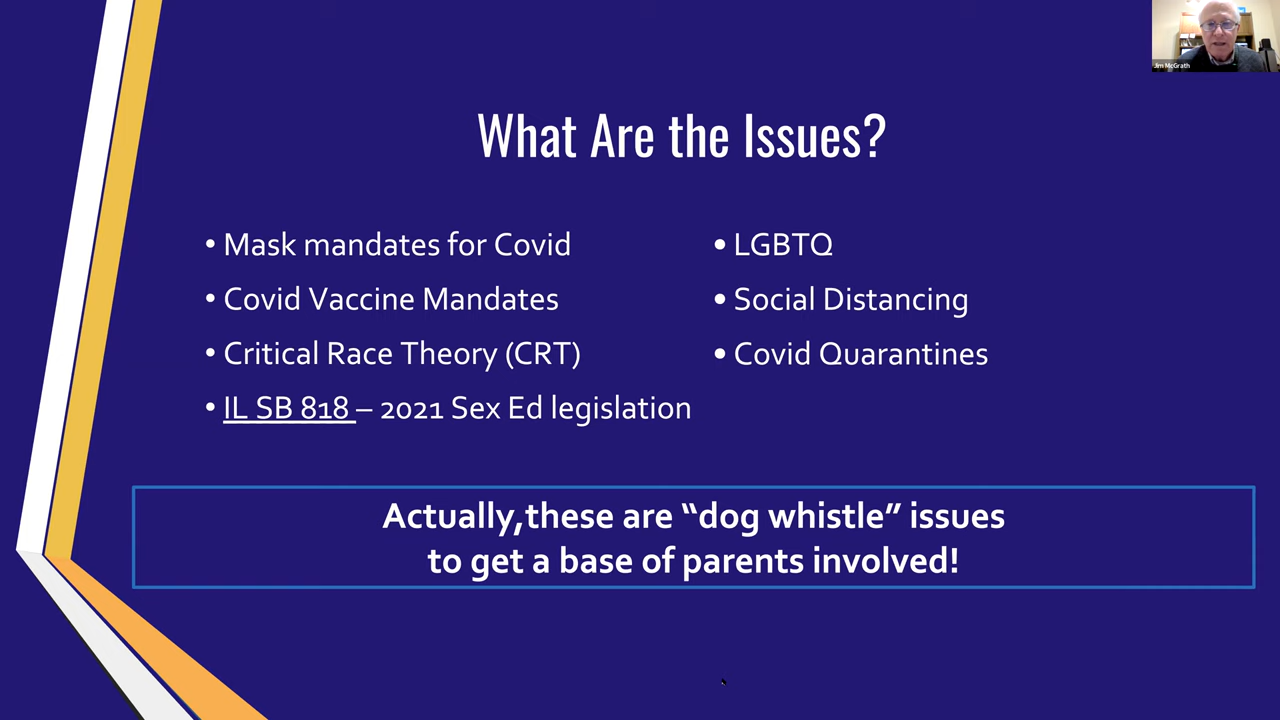 Jim McGrath
What Are the Issues?
• Mask mandates for Covid
• Covid Vaccine Mandates
• Critical Race Theory (CRT)
• IL SB 818 – 2021 Sex Ed legislation
• LGBTQ
• Social Distancing
• Covid Quarantines
Actually,these are “dog whistle” issues
to get a base of parents involved!